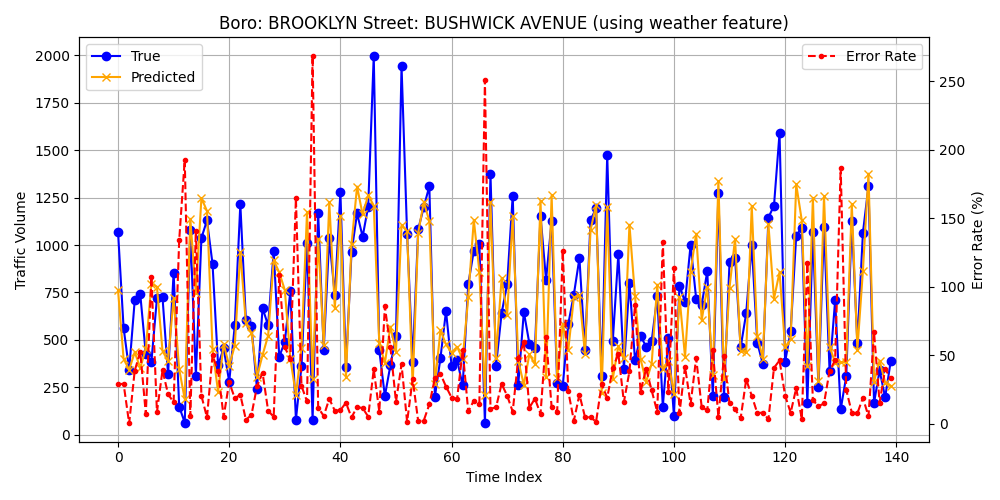 Boro: BROOKLYN Street: BUSHWICK AVENUE (using weather feature)
True
Predicted
Error Rate
Traffic Volume
2000
1750
1500
1250
1000
750
500
250
0
Error Rate (%)
250
200
150
100
50
0
0 20 40 60 80 100 120 140
Time Index